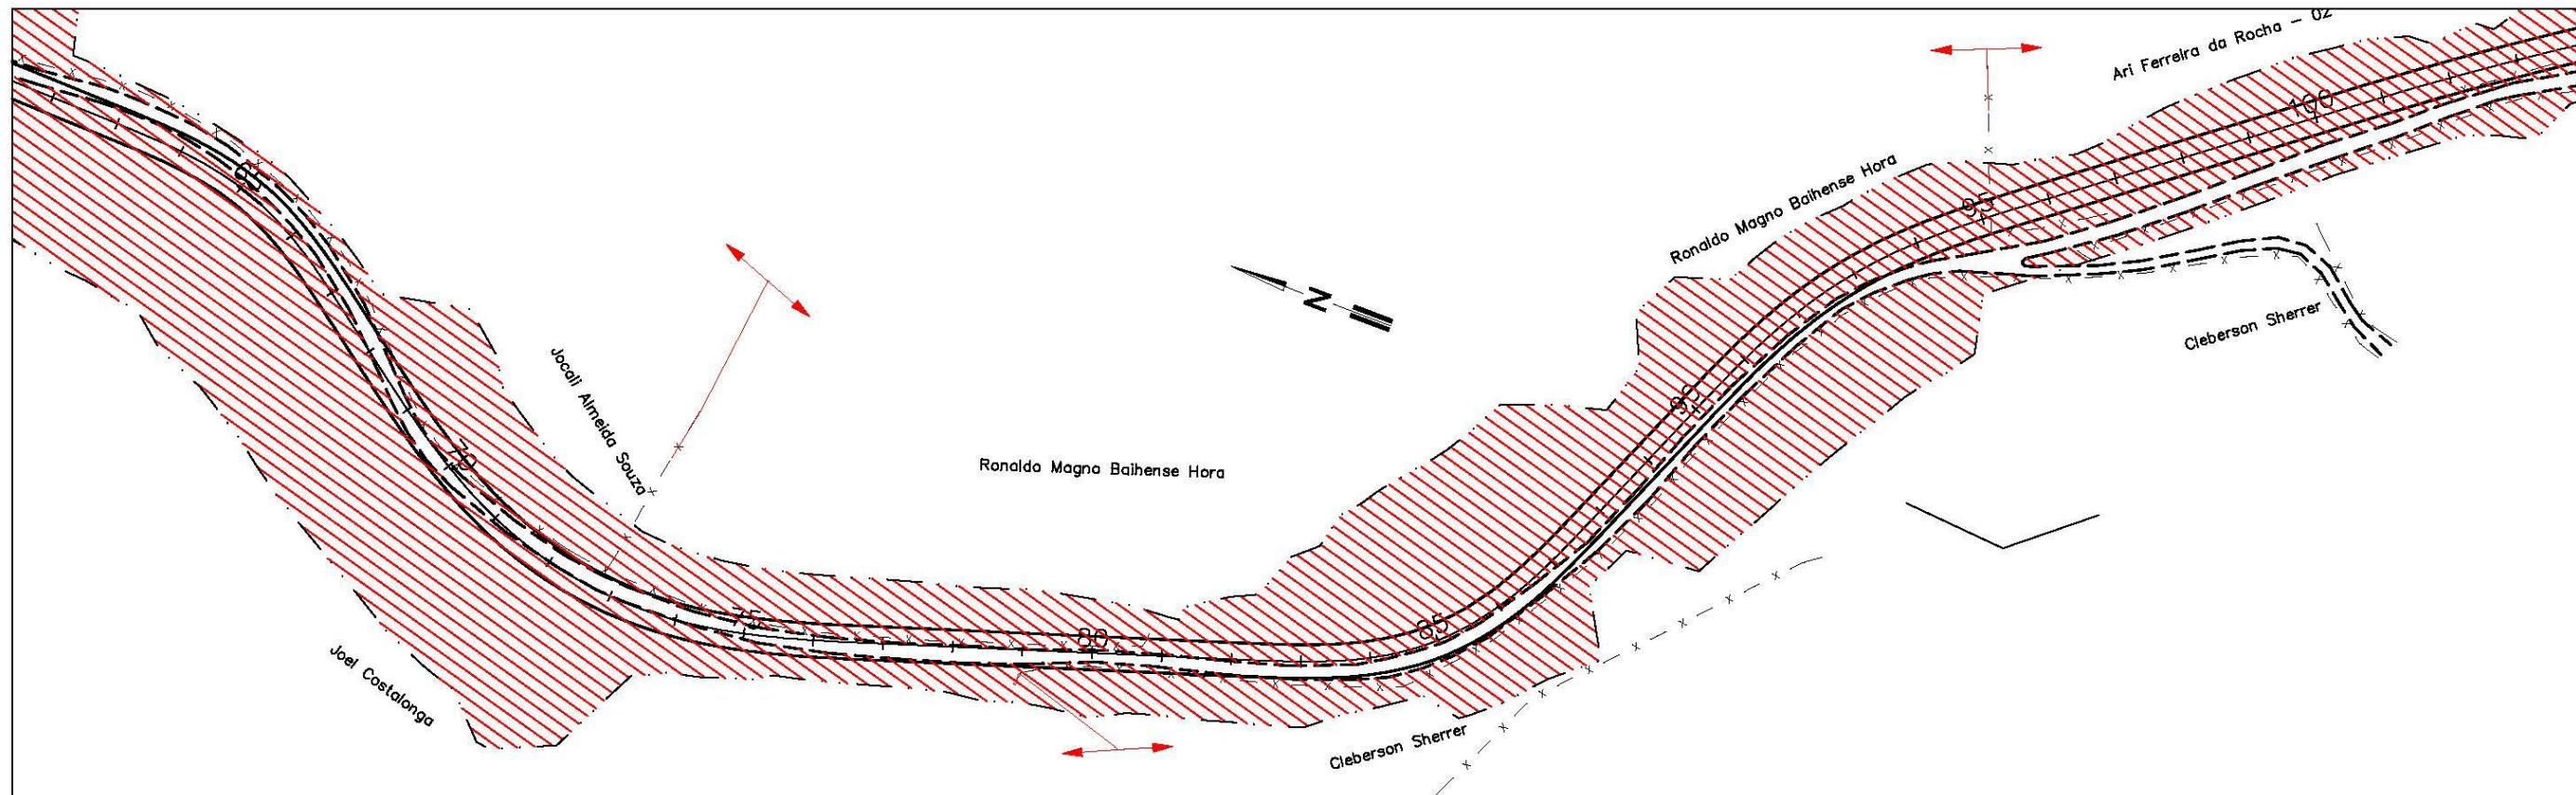 Ari Ferreira da Rocha - 02
100
Ronaldo Magno Baihense Hora
95
65
Cleberson Sherrer
N
Jocali Almeida Souza
90
70
Ronaldo Magno Baihense Hora
75
80
85
Joel Costalonga
Cleberson Sherrer